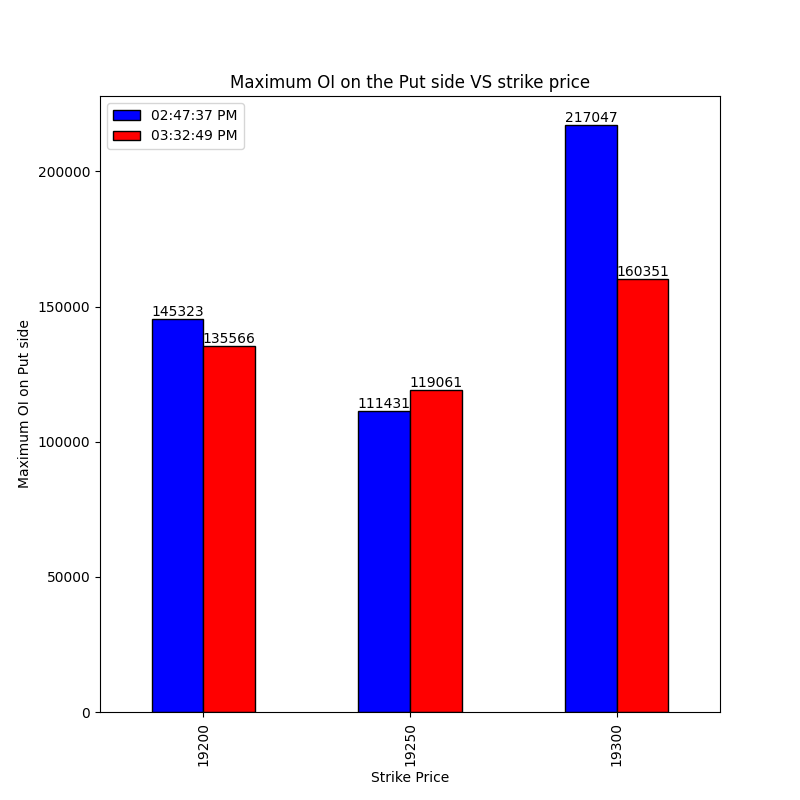 Maximum OI on the Put side VS strike price
02:47:37 PM
03:32:49 PM
217047
200000
160351
150000
145323
135566
119061
111431
100000
50000
0
Maximum OI on Put side
19200
19250
19300
Strike Price